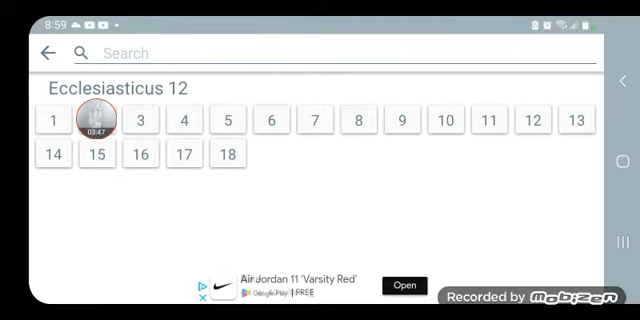 8:59
Search
Ecclesiasticus 12
1 3 4 5 6 7 8 9 10 11 12 13
03:47
14 15 16 17 18
Air Jordan 11 'Varsity Red'
Google Play | FREE
Open
Recorded by MOBIZEN